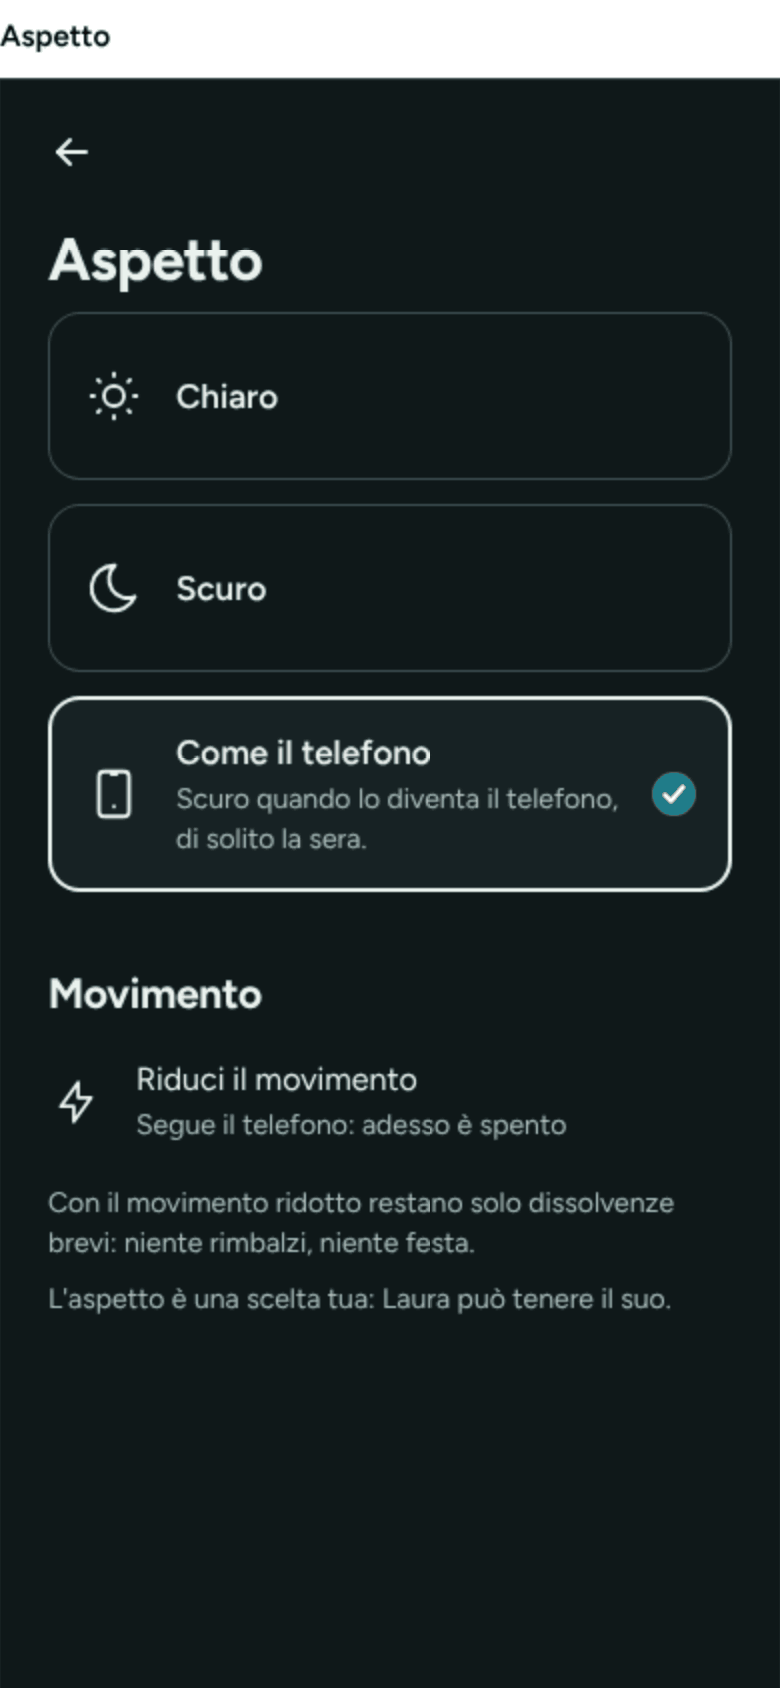 Aspetto
Aspetto
Chiaro
Scuro
Come il telefono
Scuro quando lo diventa il telefono,
di solito la sera.
Movimento
Riduci il movimento
Segue il telefono: adesso è spento
Con il movimento ridotto restano solo dissolvenze
brevi: niente rimbalzi, niente festa.
L'aspetto è una scelta tua: Laura può tenere il suo.